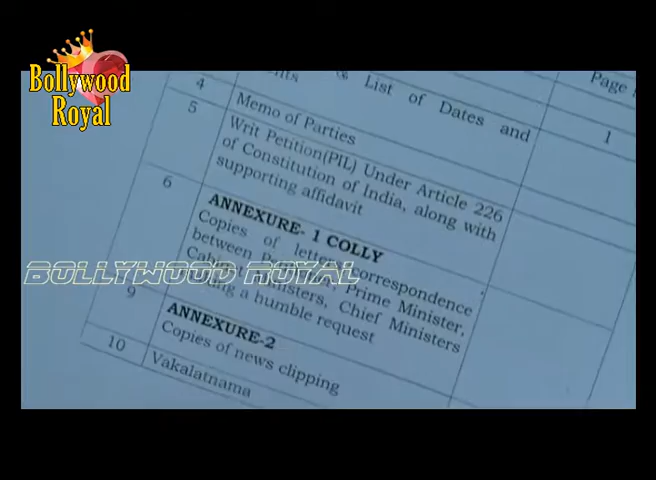 Bollywood
Royal
List of Dates and
Page
4
Memo of Parties
1
5
Writ Petition(PIL) Under Article 226
of Constitution of India, along with
supporting affidavit
6
ANNEXURE- 1 COLLY
Copies of letter correspondence
between Prime Minister,
Cabinet Ministers, Chief Ministers
a humble request
BOLLYWOOD ROYAL
9
ANNEXURE-2
Copies of news clipping
10
Vakalatnama